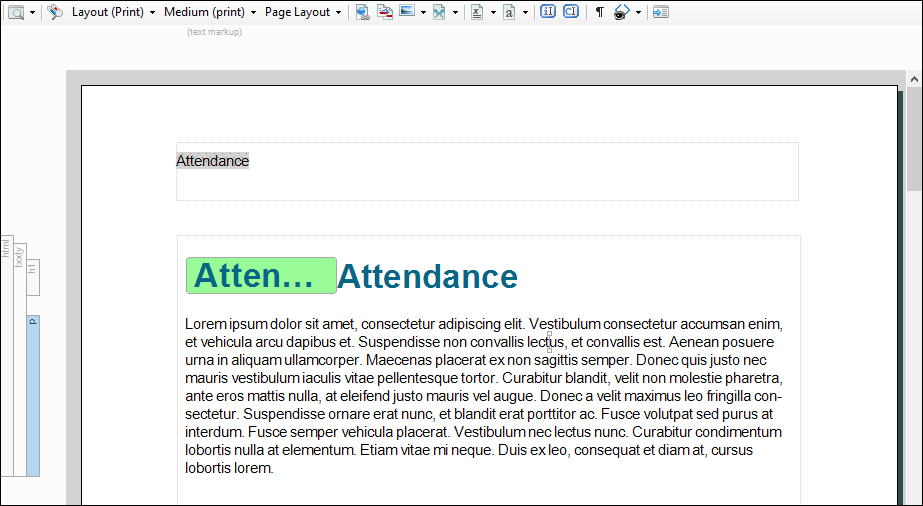 Layout (Print) Medium (print) Page Layout
(text markup)
Attendance
html
body
h1
p
Atten... Attendance
Lorem ipsum dolor sit amet, consectetur adipiscing elit. Vestibulum consectetur accumsan enim,
et vehicula arcu dapibus et. Suspendisse non convallis lectus, et convallis est. Aenean posuere
urna in aliquam ullamcorper. Maecenas placerat ex non sagittis semper. Donec quis justo nec
mauris vestibulum iaculis vitae pellentesque tortor. Curabitur blandit, velit non molestie pharetra,
ante eros mattis nulla, at eleifend justo mauris vel augue. Donec a velit maximus leo fringilla con-
sectetur. Suspendisse ornare erat nunc, et blandit erat porttitor ac. Fusce volutpat sed purus at
interdum. Fusce semper vehicula placerat. Vestibulum nec lectus nunc. Curabitur condimentum
lobortis nulla at elementum. Etiam vitae mi neque. Duis ex leo, consequat et diam at, cursus
lobortis lorem.